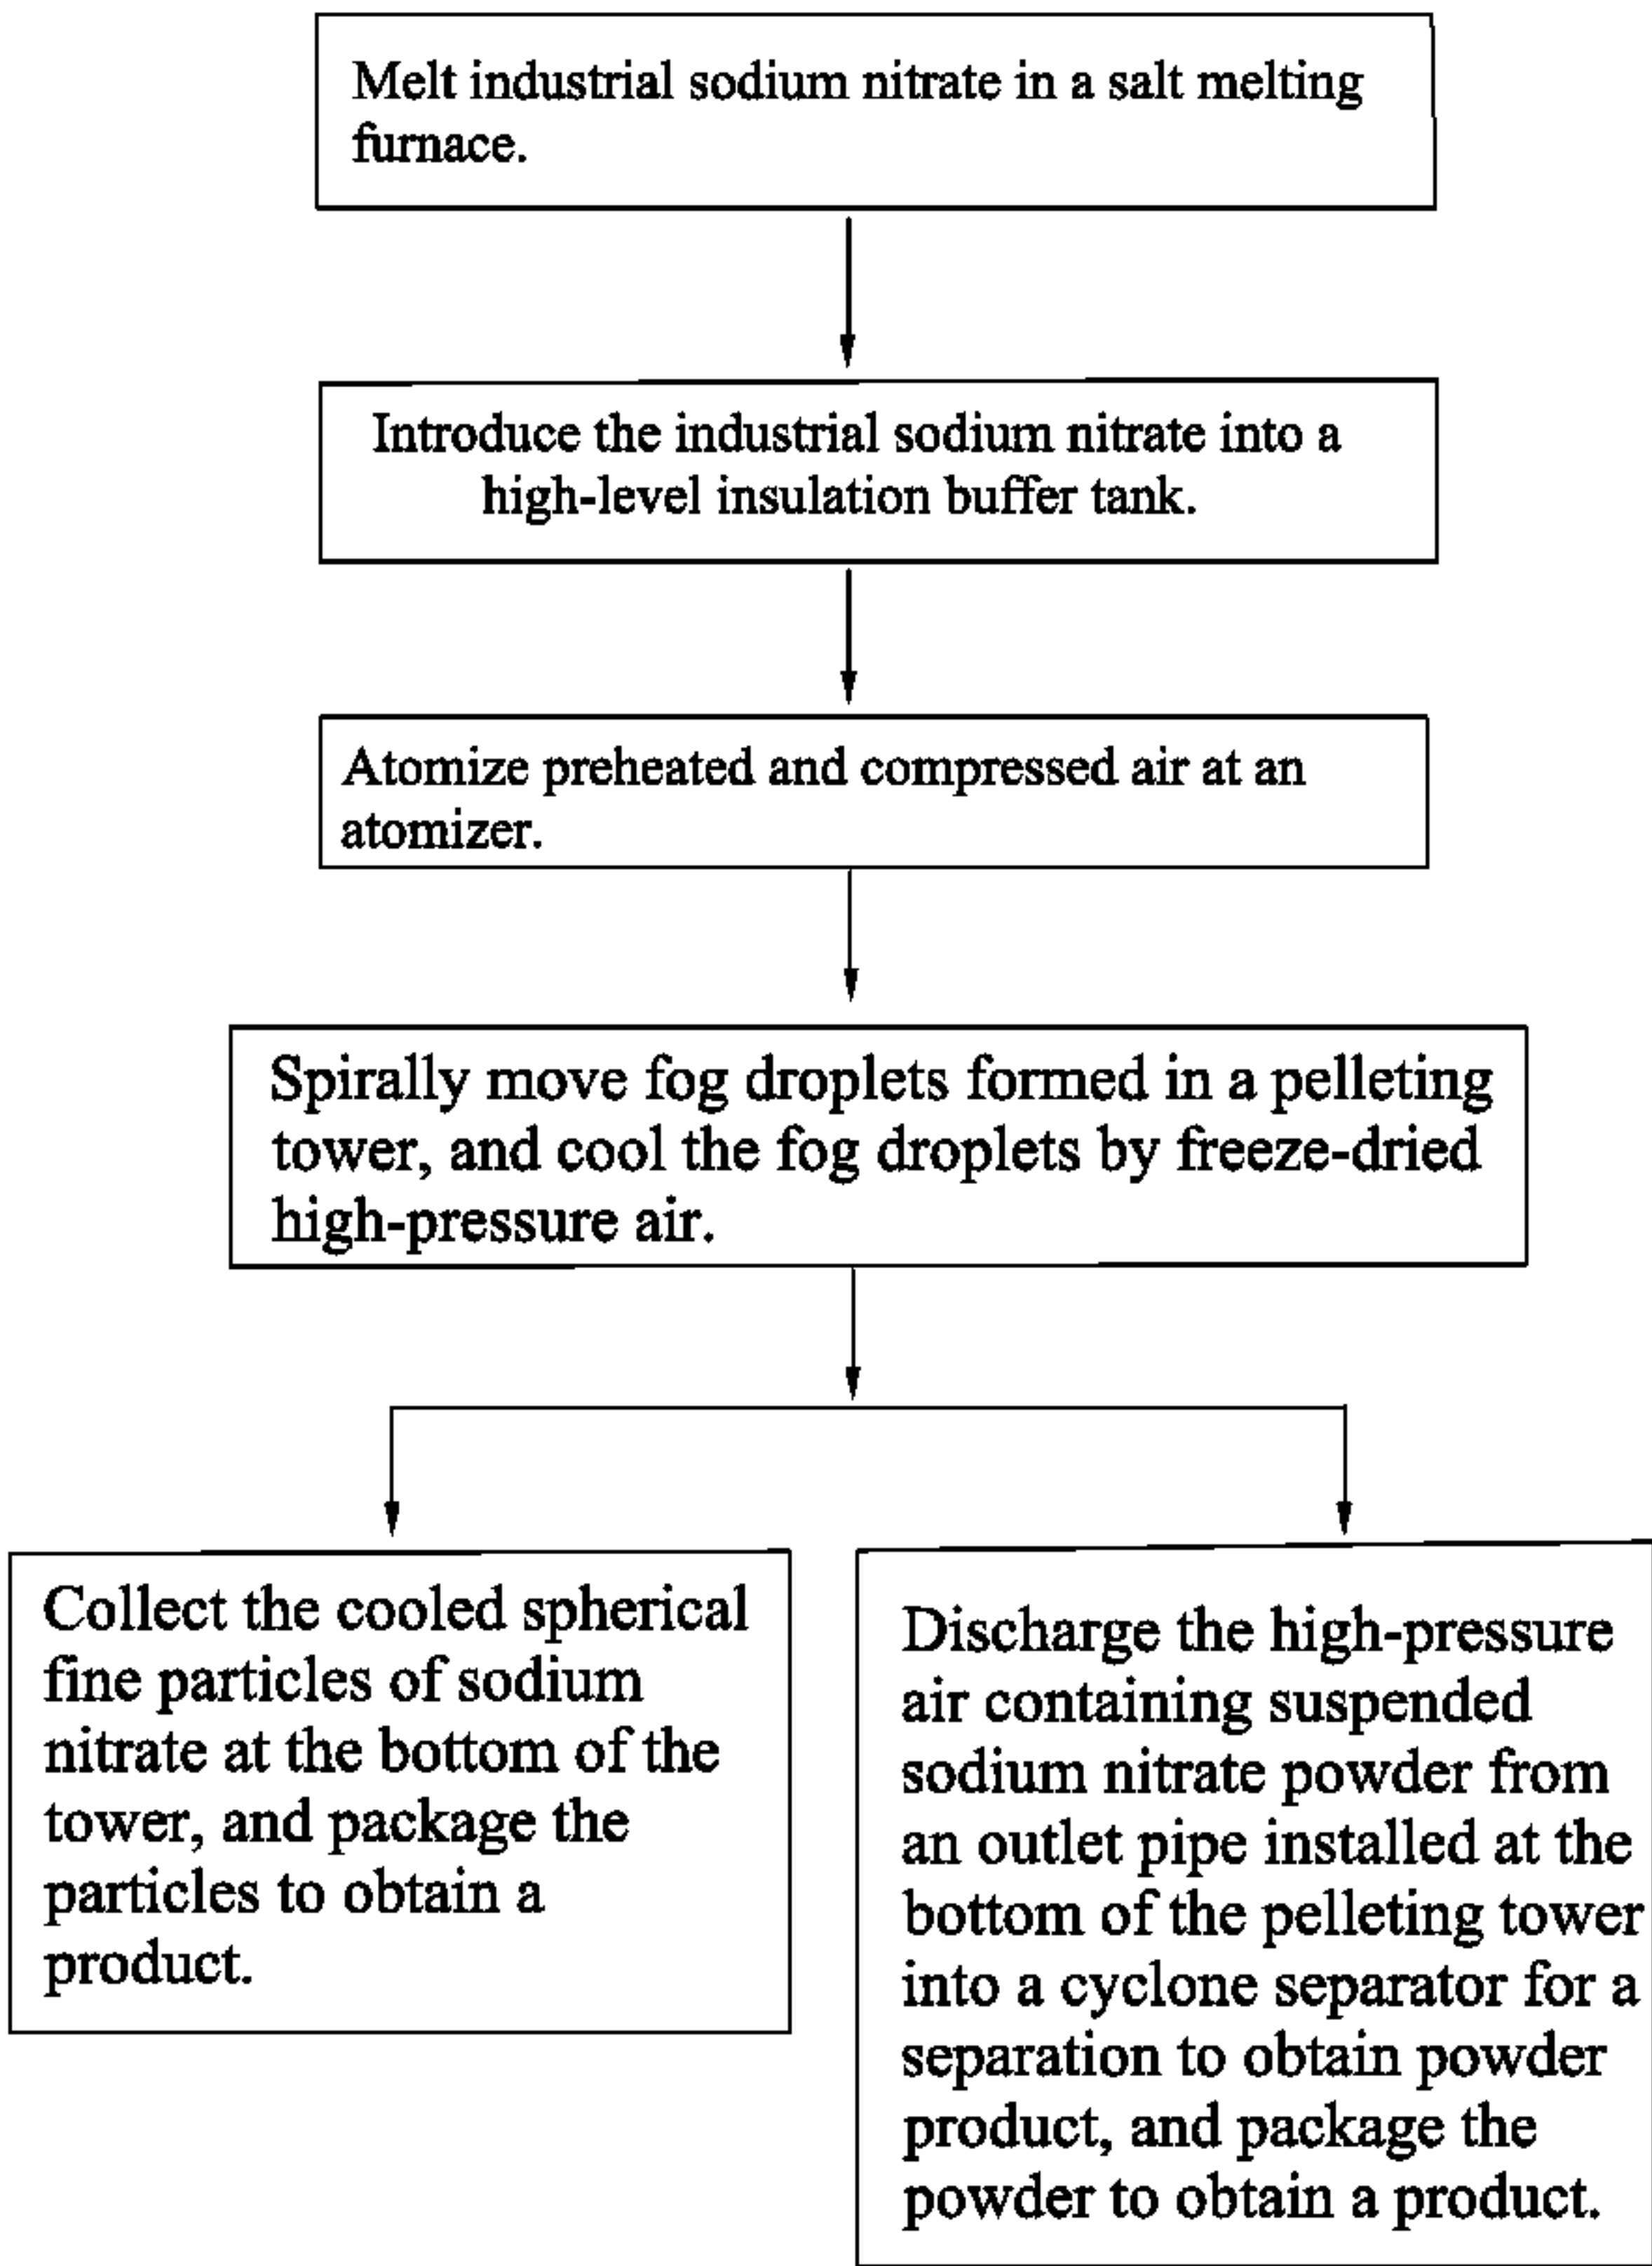 Melt industrial sodium nitrate in a salt melting
furnace.
Introduce the industrial sodium nitrate into a
high-level insulation buffer tank.
Atomize preheated and compressed air at an
atomizer.
Spirally move fog droplets formed in a pelleting
tower, and cool the fog droplets by freeze-dried
high-pressure air.
Collect the cooled spherical
fine particles of sodium
nitrate at the bottom of the
tower, and package the
particles to obtain a
product.
Discharge the high-pressure
air containing suspended
sodium nitrate powder from
an outlet pipe installed at the
bottom of the pelleting tower
into a cyclone separator for a
separation to obtain powder
product, and package the
powder to obtain a product.